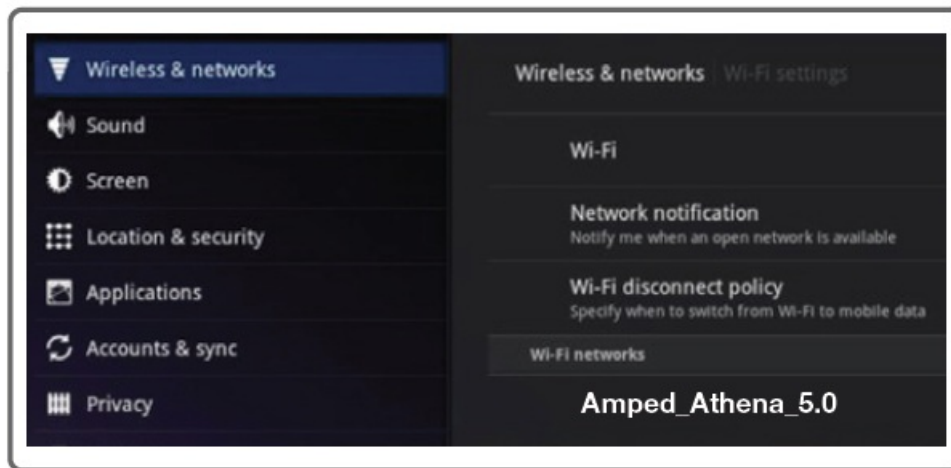 Wireless & networks
Sound
Screen
Location & security
Applications
Accounts & sync
Privacy
Wireless & networks | Wi-Fi settings
Wi-Fi
Network notification
Notify me when an open network is available
Wi-Fi disconnect policy
Specify when to switch from Wi-Fi to mobile data
Wi-Fi networks
Amped_Athena_5.0